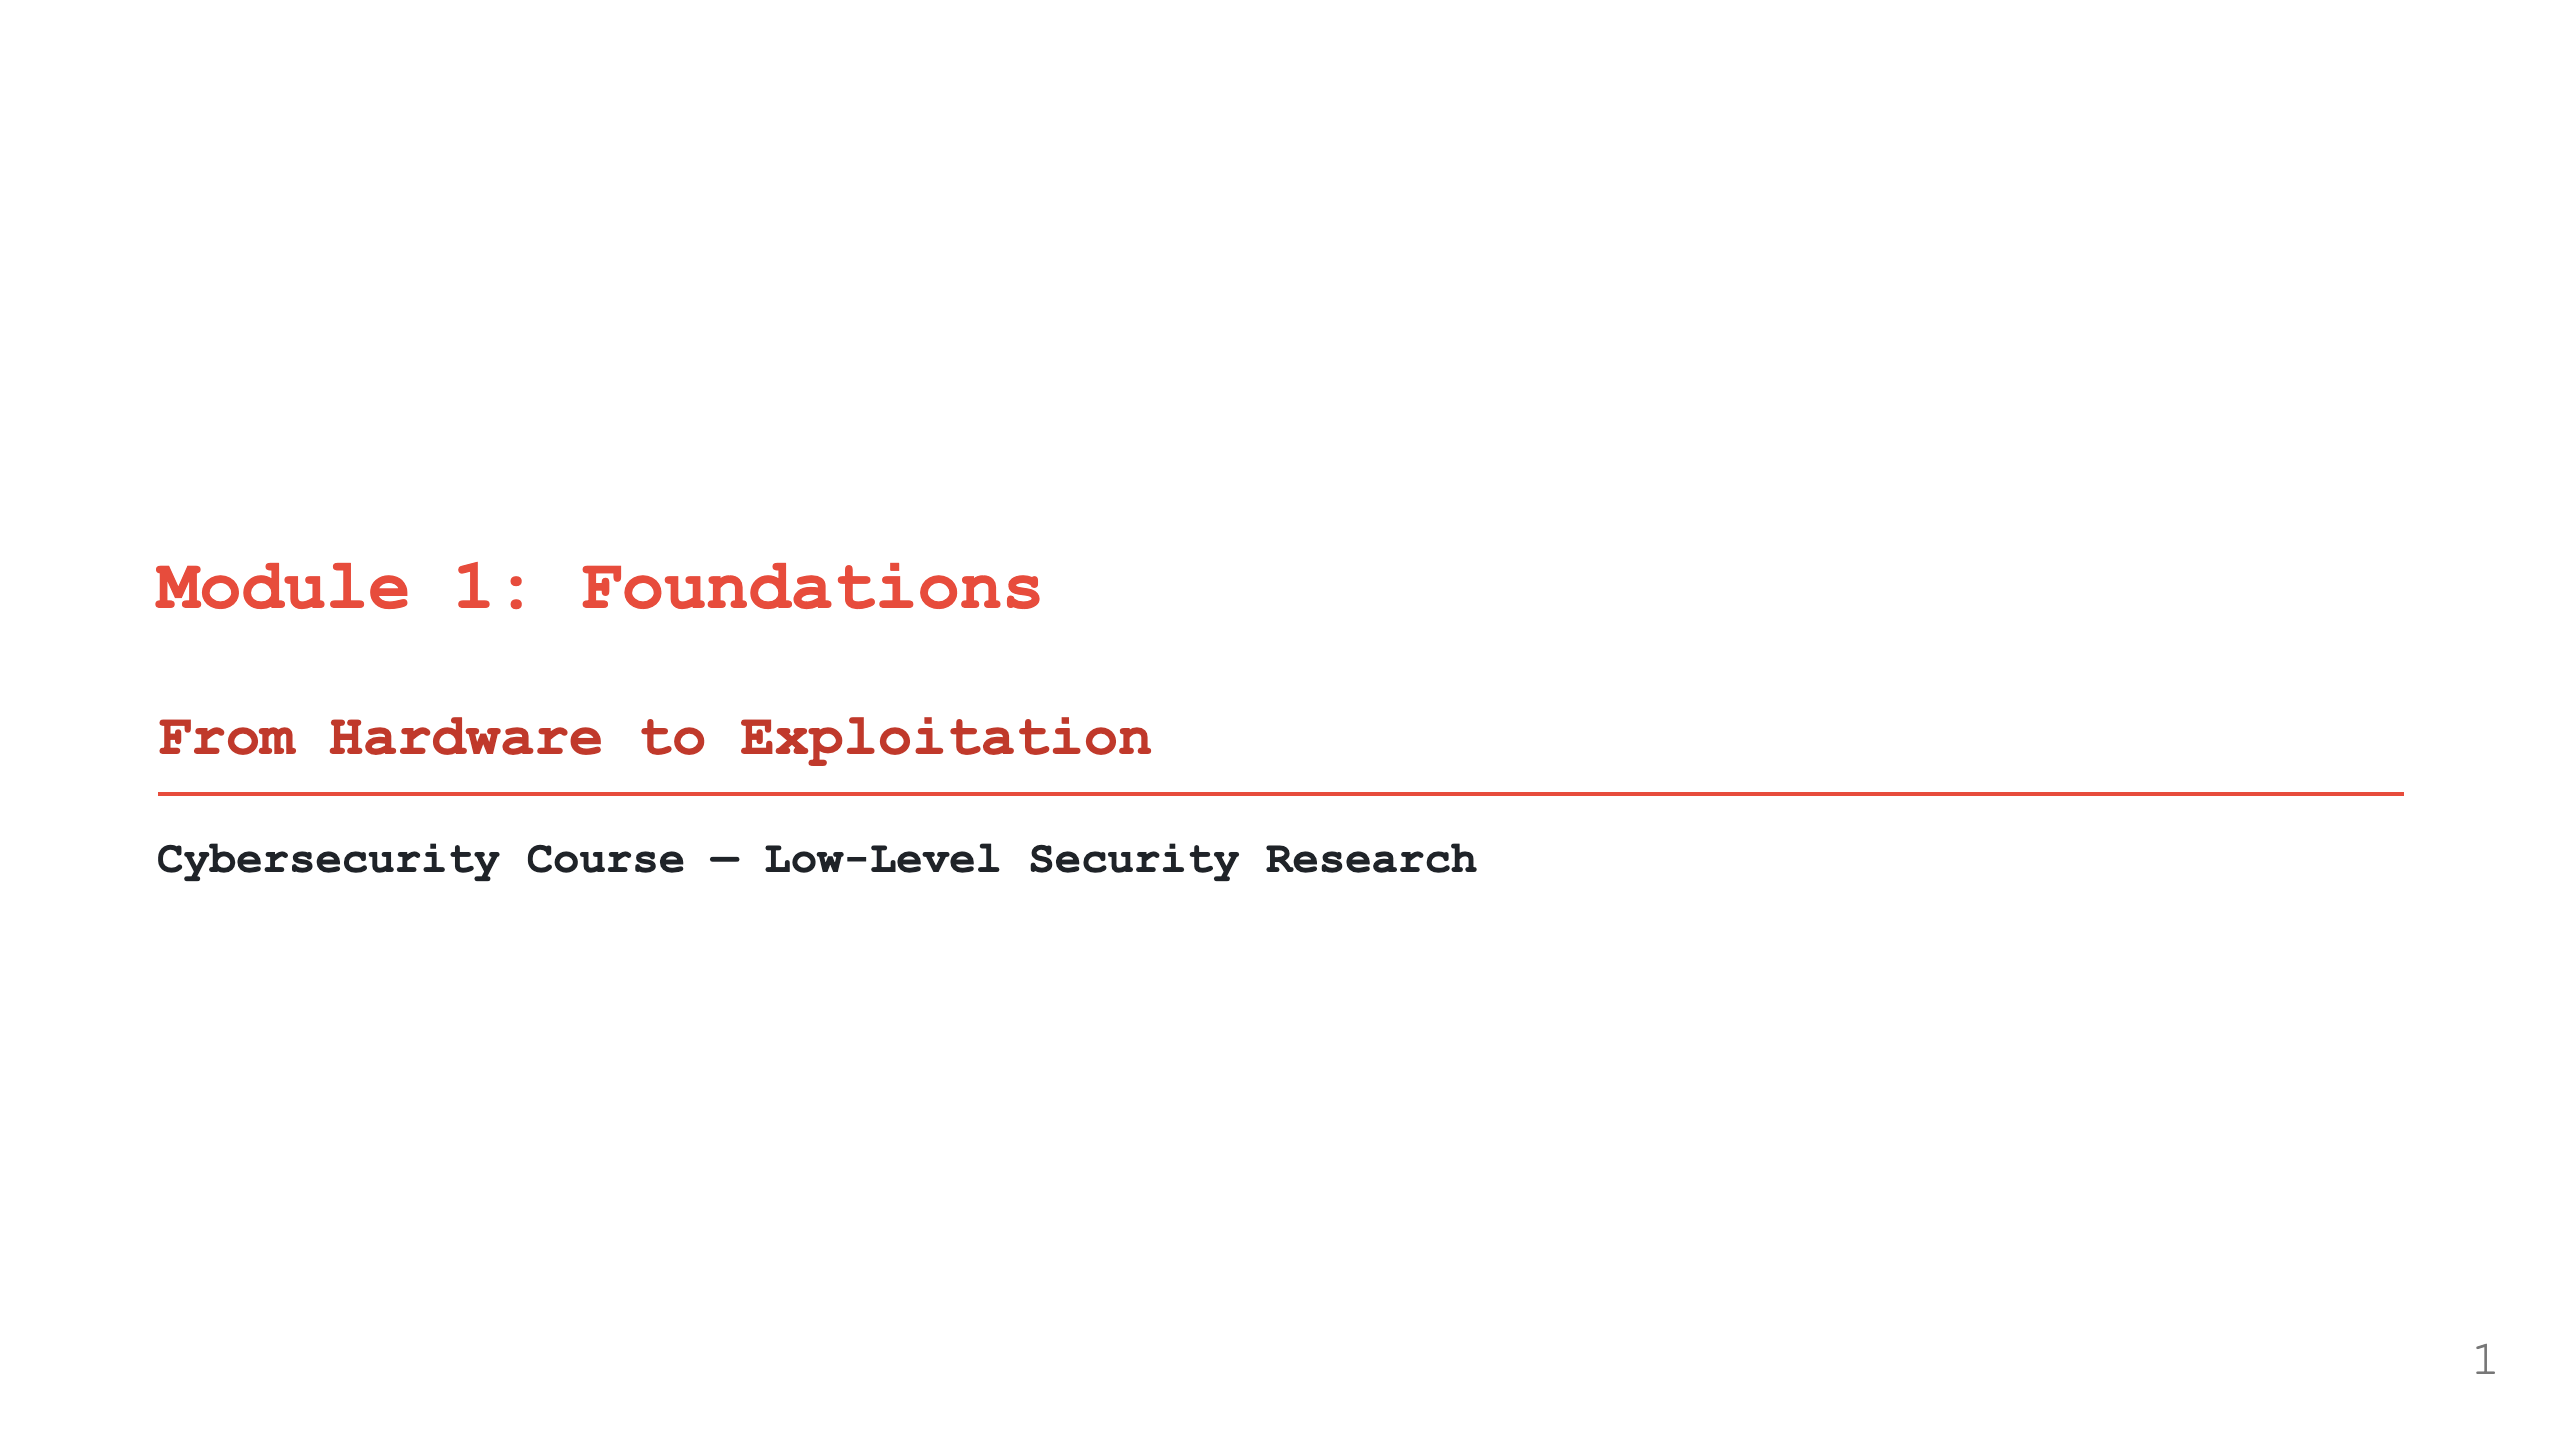 Module 1: Foundations
From Hardware to Exploitation
Cybersecurity Course — Low-Level Security Research
1